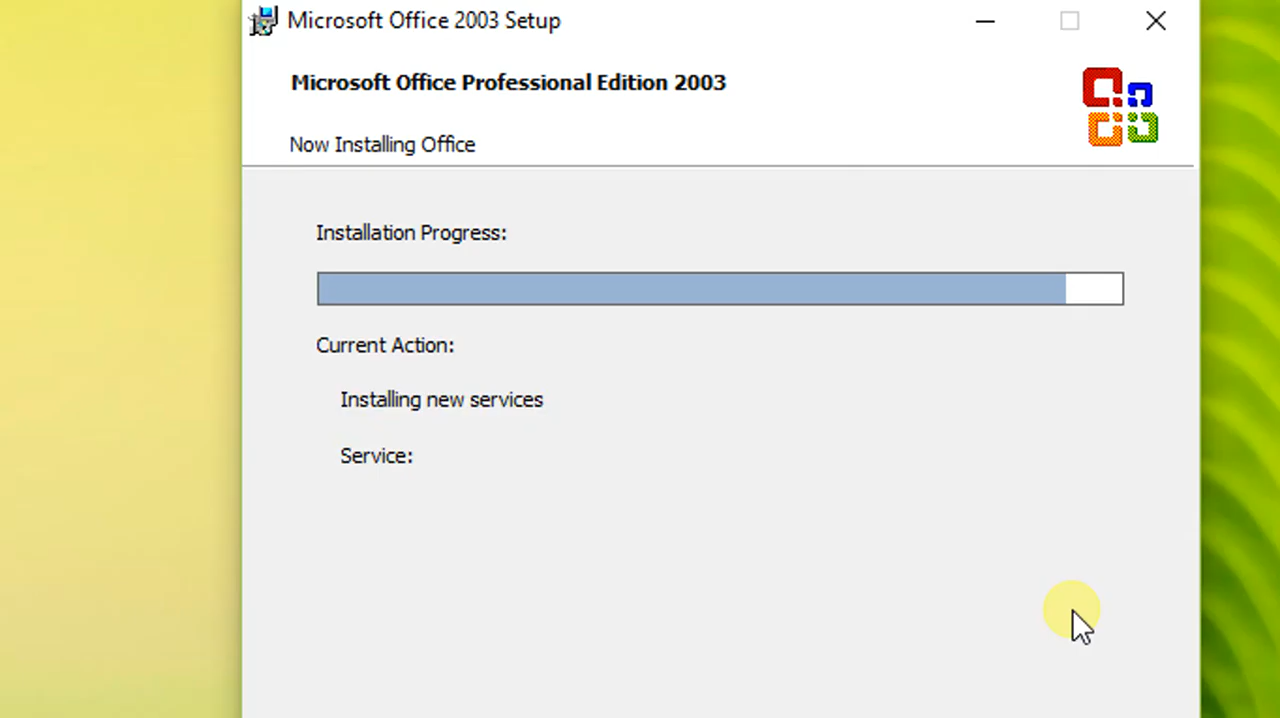 Microsoft Office 2003 Setup
Microsoft Office Professional Edition 2003
Now Installing Office
Installation Progress:
Current Action:
Installing new services
Service: